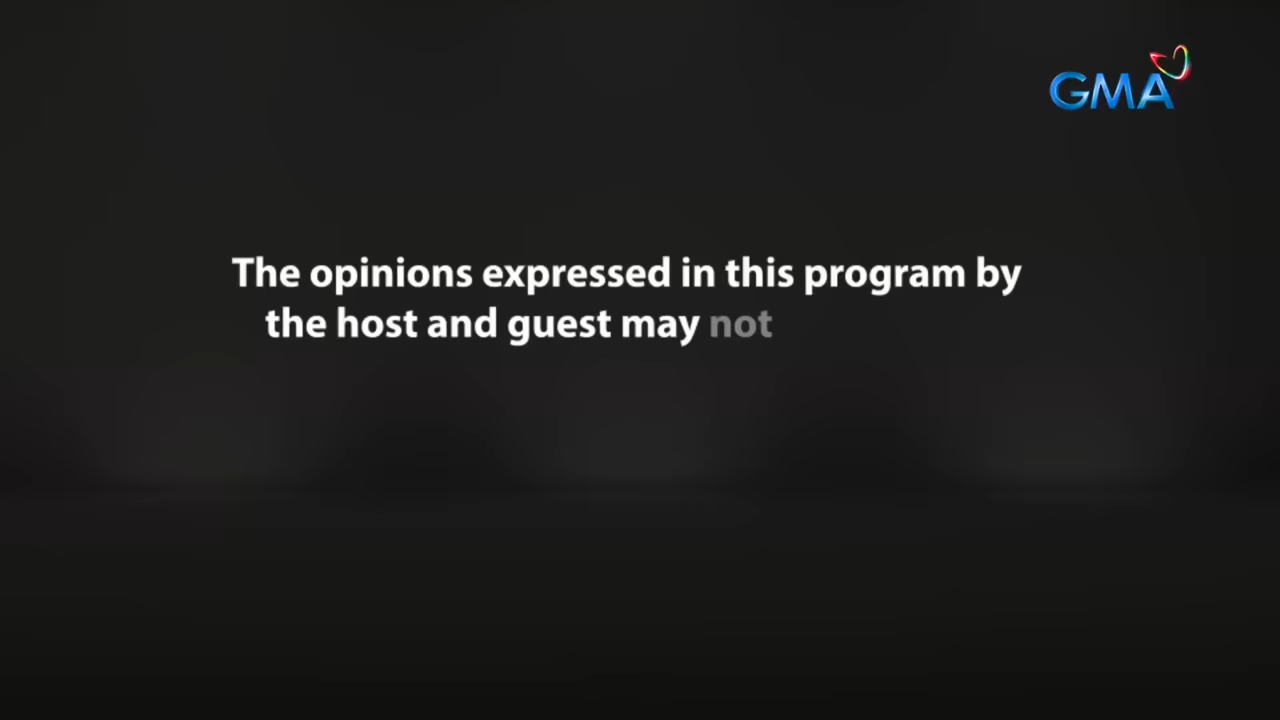 GMA
The opinions expressed in this program by
the host and guest may not